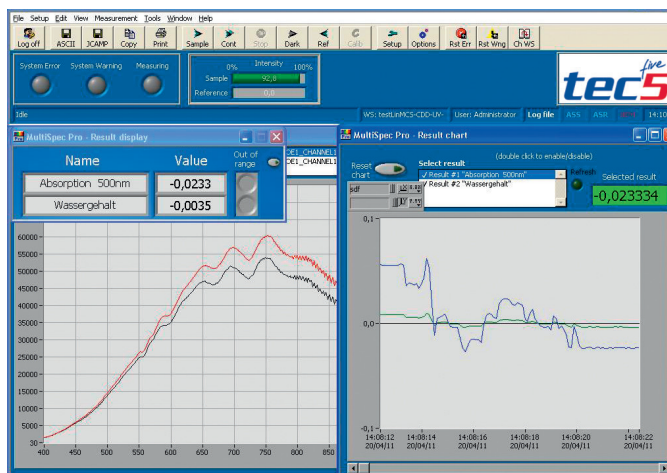 File Setup Edit View Measurement Tools Window Help
Log off ASCII JCAMP Copy Print Sample Cont Stop Dark Ref Calib Setup Options Rst Err Rst Wng Ch WS
System Error System Warning Measuring
0% Intensity 100%
Sample 92,8
Reference 0,0
five
tec5
Idle WS: testLinMCS-CDD-UV- User: Administrator Log file ASS ASR 14:10
MultiSpec Pro - Result display
Name Value Out of range
Absorption 500nm -0,0233
Wassergehalt -0,0035
DE1_CHANNEL1
DE1_CHANNEL1
60000
55000
50000
45000
40000
35000
30000
25000
20000
15000
10000
5000
30
400 450 500 550 600 650 700 750 800 850
MultiSpec Pro - Result chart
(double click to enable/disable)
Reset chart
Select result
Result #1 "Absorption 500nm"
Result #2 "Wassergehalt"
Refresh
Selected result
-0,023334
sdf
0,1
0,0
-0,1
14:08:12 14:08:14 14:08:16 14:08:18 14:08:20 14:08:22
20/04/11 20/04/11 20/04/11 20/04/11 20/04/11 20/04/11